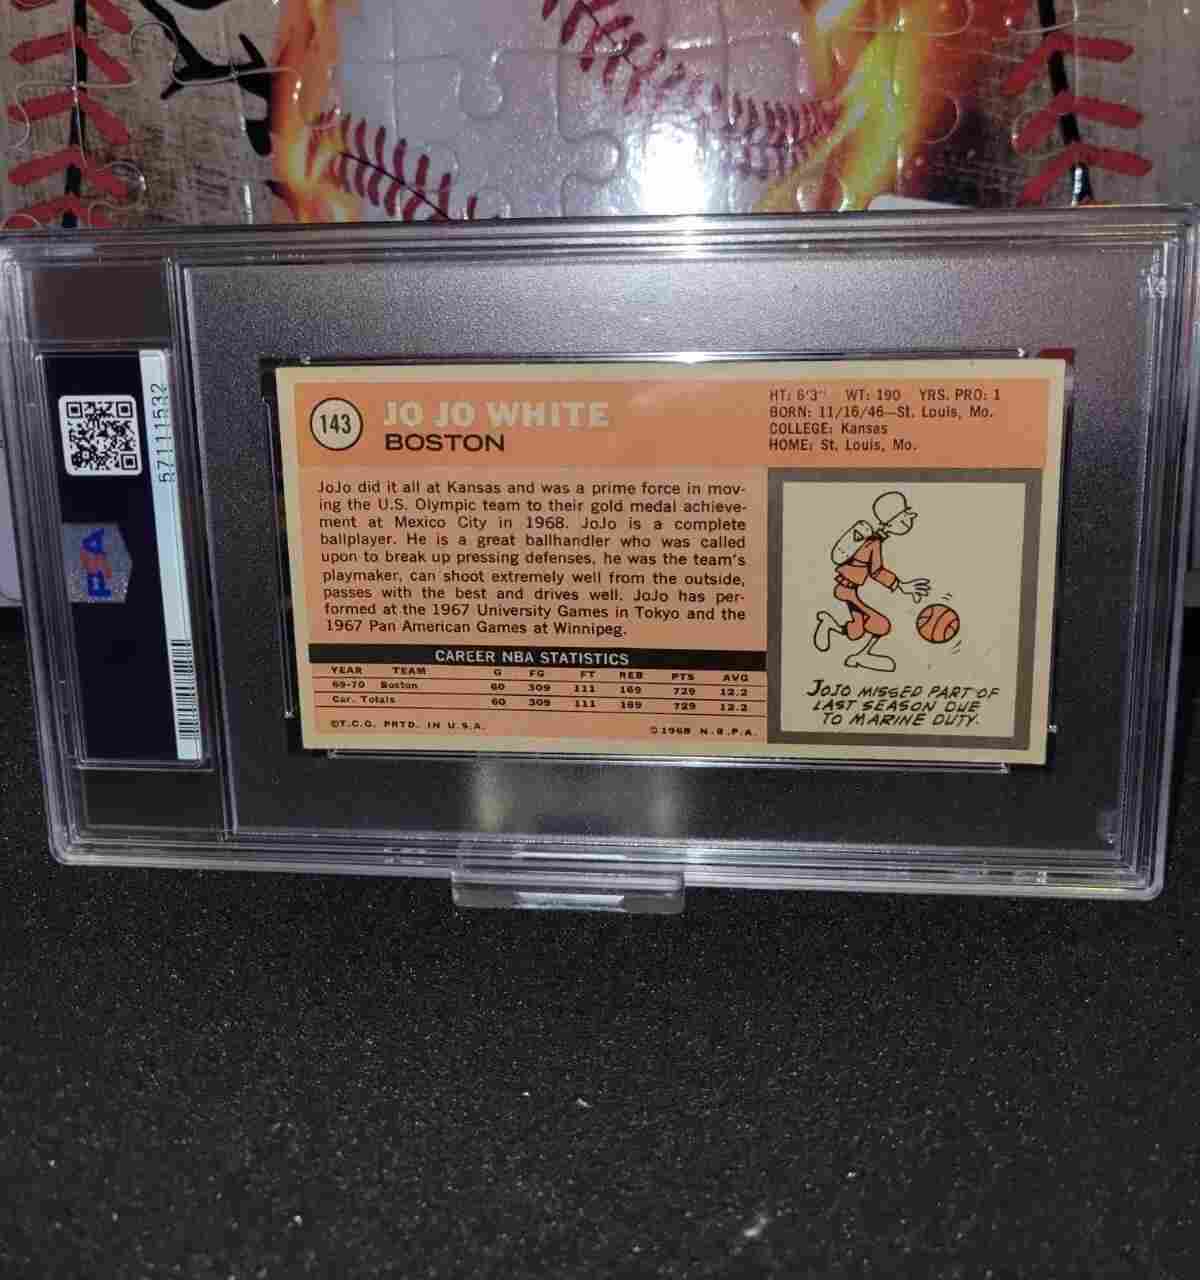 57111532
PSA
143
JO JO WHITE
BOSTON
HT: 6'3" WT: 190 YRS. PRO: 1
BORN: 11/16/46—St. Louis, Mo.
COLLEGE: Kansas
HOME: St. Louis, Mo.
JoJo did it all at Kansas and was a prime force in mov-
ing the U.S. Olympic team to their gold medal achieve-
ment at Mexico City in 1968. JoJo is a complete
ballplayer. He is a great ballhandler who was called
upon to break up pressing defenses, he was the team's
playmaker, can shoot extremely well from the outside,
passes with the best and drives well. JoJo has per-
formed at the 1967 University Games in Tokyo and the
1967 Pan American Games at Winnipeg.
CAREER NBA STATISTICS
YEAR TEAM G FG FT REB PTS AVG
69-70 Boston 60 309 111 169 729 12.2
Car. Totals 60 309 111 169 729 12.2
©T.C.G. PRTD. IN U.S.A. ©1968 N.B.P.A.
JOJO MISSED PART OF
LAST SEASON DUE
TO MARINE DUTY.